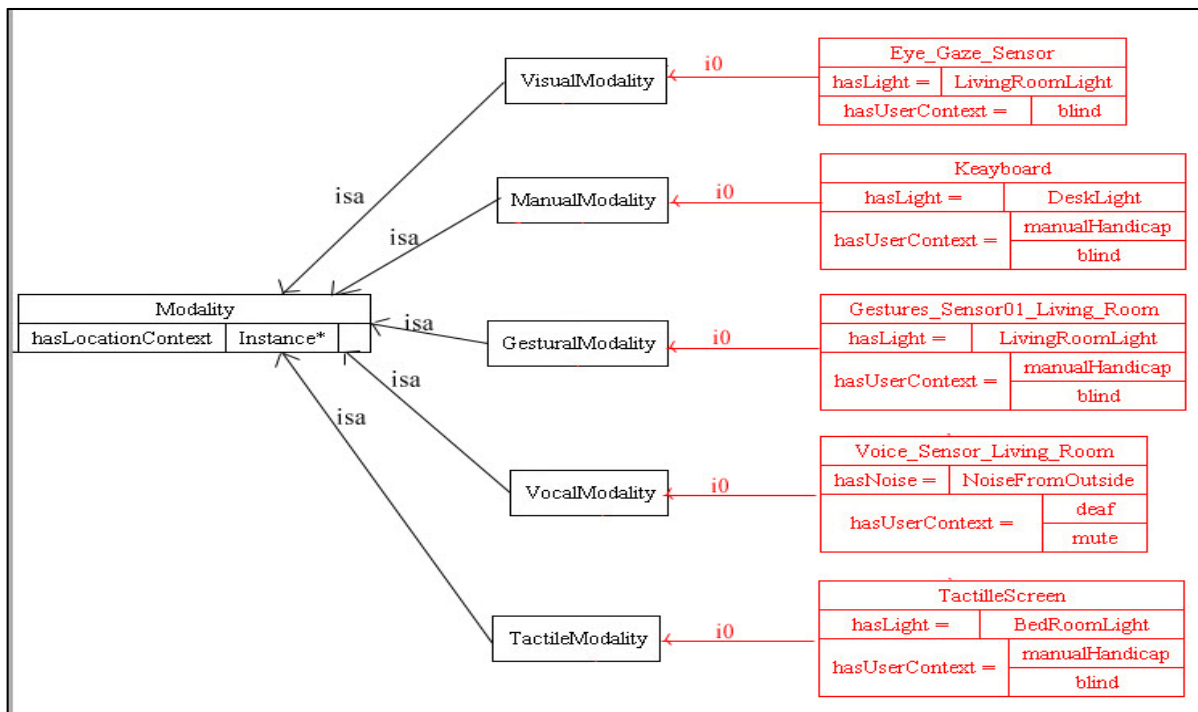 Eye_Gaze_Sensor
VisualModality
i0
hasLight = LivingRoomLight
hasUserContext = blind
isa
Keayboard
ManualModality
i0
hasLight = DeskLight
hasUserContext = manualHandicap
blind
isa
Modality
hasLocationContext Instance*
isa
GesturalModality
i0
Gestures_Sensor01_Living_Room
hasLight = LivingRoomLight
hasUserContext = manualHandicap
blind
isa
VocalModality
i0
Voice_Sensor_Living_Room
hasNoise = NoiseFromOutside
hasUserContext = deaf
mute
isa
TactileModality
i0
TactilleScreen
hasLight = BedRoomLight
hasUserContext = manualHandicap
blind